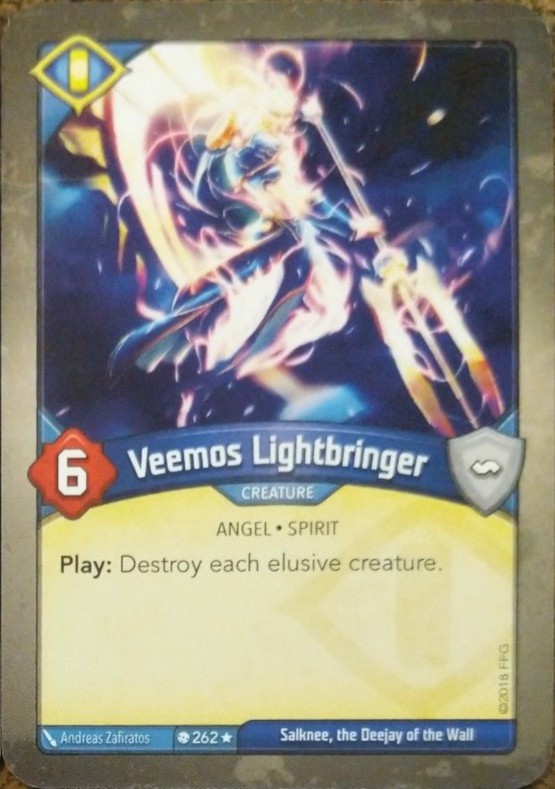 6
Veemos Lightbringer
CREATURE
ANGEL • SPIRIT
Play: Destroy each elusive creature.
©2018 FFG
Andreas Zafiratos
262
Salknee, the Deejay of the Wall